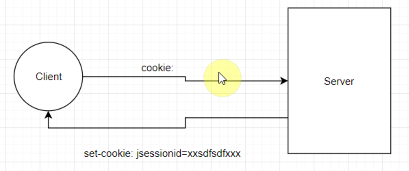 cookie:
Client
Server
set-cookie: jsessionid=xxsdfsdfxxx